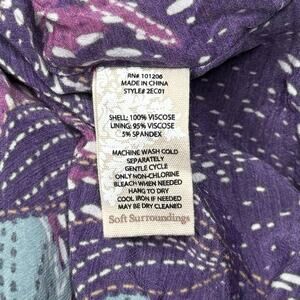 RN# 101206
MADE IN CHINA
STYLE# 2EC01
SHELL: 100% VISCOSE
LINING: 95% VISCOSE
5% SPANDEX
MACHINE WASH COLD
SEPARATELY
GENTLE CYCLE
ONLY NON-CHLORINE
BLEACH WHEN NEEDED
HANG TO DRY
COOL IRON IF NEEDED
MAY BE DRY CLEANED
Soft Surroundings